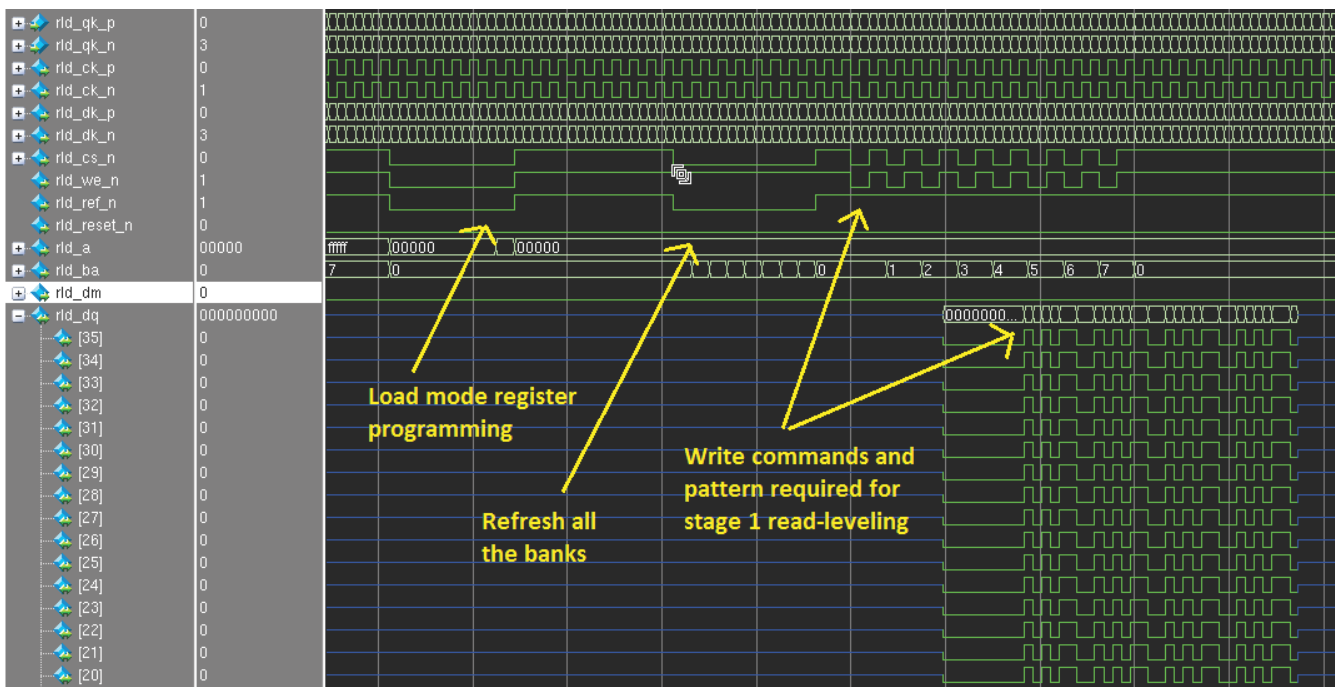 rld_qk_p 0
rld_qk_n 3
rld_ck_p 0
rld_ck_n 1
rld_dk_p 0
rld_dk_n 3
rld_cs_n 0
rld_we_n 1
rld_ref_n 1
rld_reset_n 0
rld_a 00000 fffff 00000 00000
rld_ba 0 7 0 0 1 2 3 4 5 6 7 0
rld_dm 0
rld_dq 000000000 0000000...
[35] 0
[34] 0
[33] 0
[32] 0
[31] 0
[30] 0
[29] 0
[28] 0
[27] 0
[26] 0
[25] 0
[24] 0
[23] 0
[22] 0
[21] 0
[20] 0
Load mode register
programming
Refresh all
the banks
Write commands and
pattern required for
stage 1 read-leveling